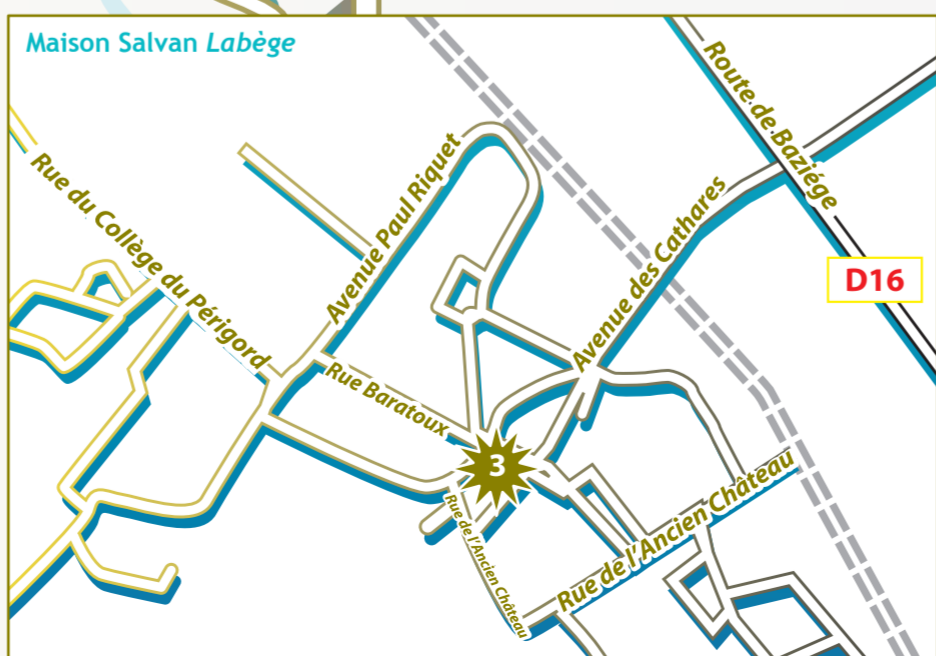 Maison Salvan Labège
Route de Baziége
Rue du Collège du Périgord
Avenue Paul Riquet
Avenue des Cathares
D16
Rue Baratoux
3
Rue de l'Ancien Château
Rue de l'Ancien Château